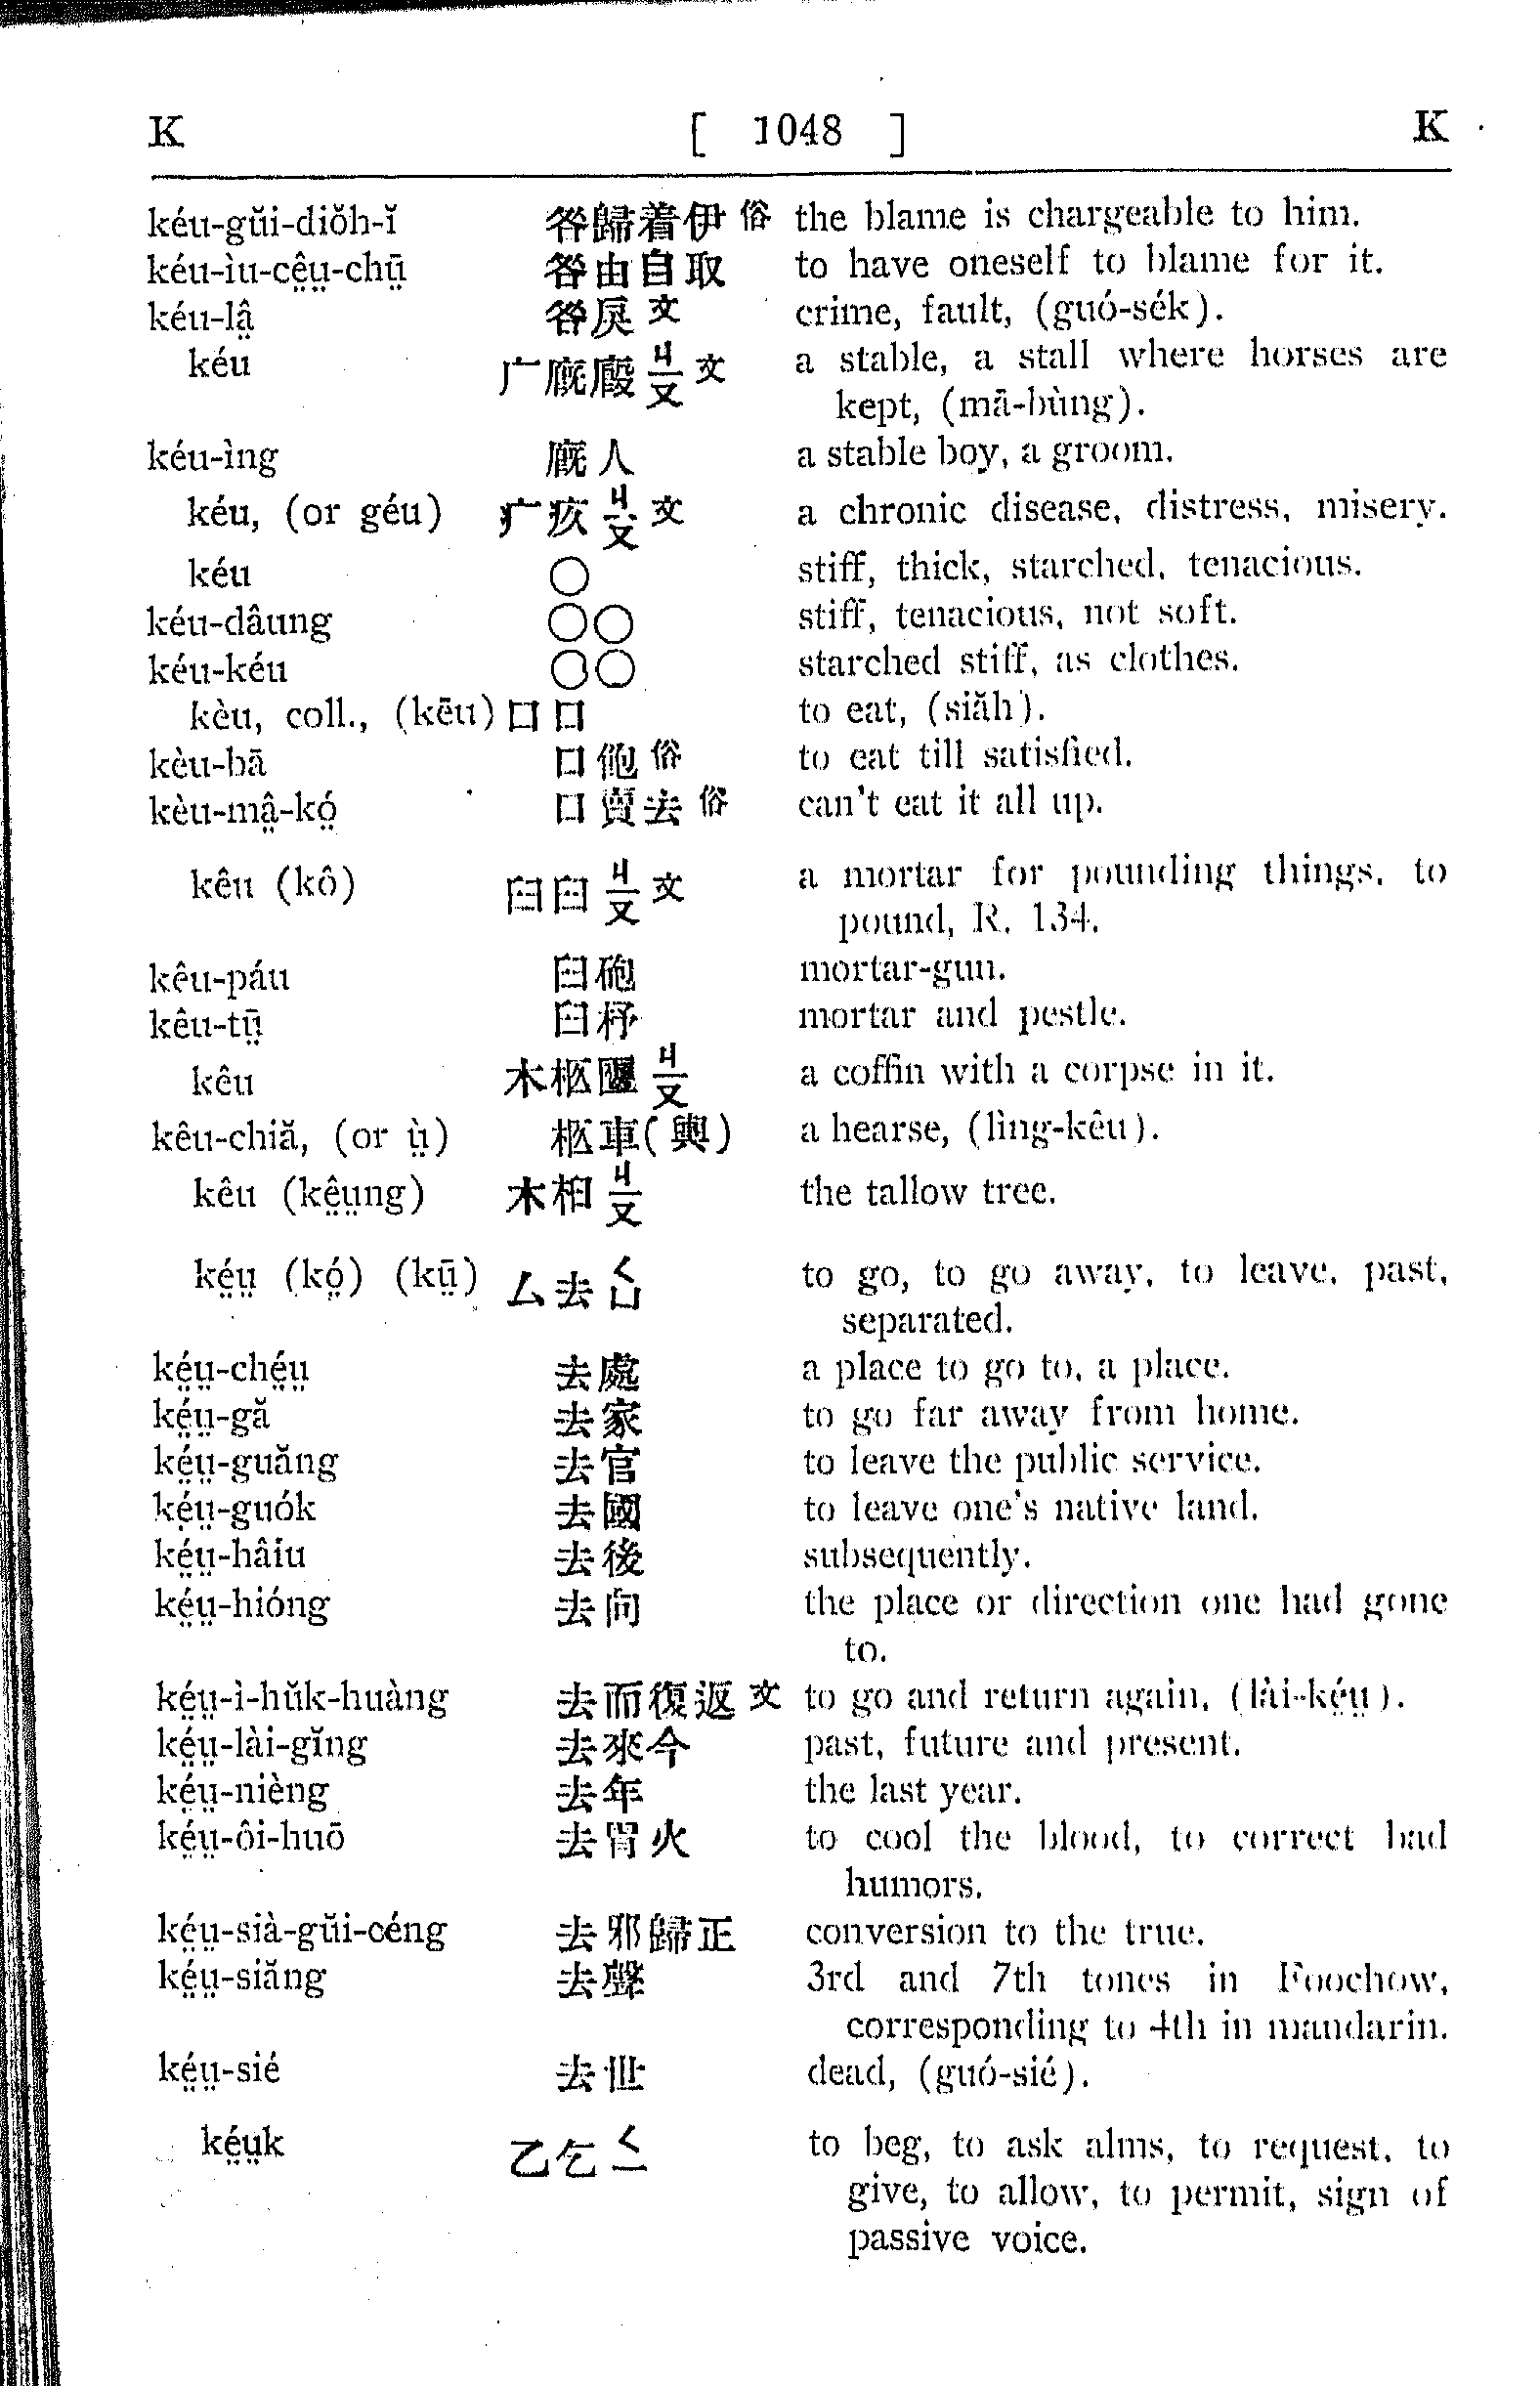 K [ 1048 ] K
kéu-gŭi-diŏh-ĭ 咎歸着伊 俗 the blame is chargeable to him.
kéu-ìu-cê̤ṳ-chṳ̄ 咎由自取 to have oneself to blame for it.
kéu-lâ̤ 咎戾 文 crime, fault, (guó-sék).
kéu 广廐廄 ㄐㄧㄡ 文 a stable, a stall where horses are
kept, (mā-bùng).
kéu-ìng 廐人 a stable boy, a groom.
kéu, (or géu) 疒疚 ㄐㄧㄡ 文 a chronic disease, distress, misery.
kéu ○ stiff, thick, starched, tenacious.
kéu-dâung ○○ stiff, tenacious, not soft.
kéu-kéu ○○ starched stiff, as clothes.
kèu, coll., (kēu) 口口 to eat, (siăh).
kèu-bā 口 俗 to eat till satisfied.
kèu-mâ̤-kó̤ 口賣去 俗 can't eat it all up.
kêu (kô) 臼臼 ㄐㄧㄡ 文 a mortar for pounding things, to
pound, R. 134.
kêu-páu 臼砲 mortar-gun.
kêu-tṳ̄ 臼杼 mortar and pestle.
kêu 木柩匶 ㄐㄧㄡ a coffin with a corpse in it.
kêu-chiă, (or ṳ̀) 柩車(輿) a hearse, (lìng-kêu).
kêu (kê̤ṳng) 木桕 ㄐㄧㄡ the tallow tree.
ké̤ṳ (kó̤) (kṳ̄) 厶去 ㄑㄩ to go, to go away, to leave, past,
separated.
ké̤ṳ-ché̤ṳ 去處 a place to go to, a place.
ké̤ṳ-gă 去家 to go far away from home.
ké̤ṳ-guăng 去官 to leave the public service.
ké̤ṳ-guók 去國 to leave one's native land.
ké̤ṳ-hâiu 去後 subsequently.
ké̤ṳ-hióng 去向 the place or direction one had gone
to.
ké̤ṳ-ì-hŭk-huàng 去而復返 文 to go and return again, (lài-ké̤ṳ).
ké̤ṳ-lài-gĭng 去來今 past, future and present.
ké̤ṳ-nièng 去年 the last year.
ké̤ṳ-ôi-huō 去胃火 to cool the blood, to correct bad
humors.
ké̤ṳ-sià-gŭi-céng 去邪歸正 conversion to the true.
ké̤ṳ-siăng 去聲 3rd and 7th tones in Foochow,
corresponding to 4th in mandarin.
ké̤ṳ-sié 去世 dead, (guó-sié).
ké̤ṳk 乙乞 ㄑㄧ to beg, to ask alms, to request, to
give, to allow, to permit, sign of
passive voice.